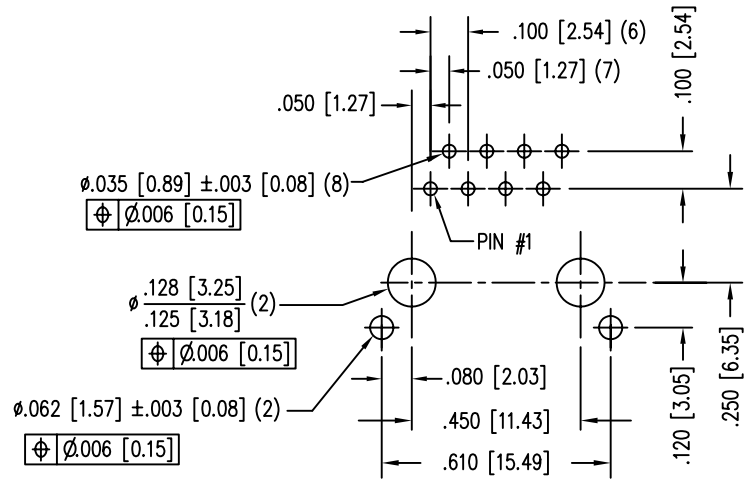 .100 [2.54] (6)
.100 [2.54]
.050 [1.27] (7)
.050 [1.27]
ø.035 [0.89] ±.003 [0.08] (8)
⌖ Ø.006 [0.15]
PIN #1
ø .128 [3.25] (2)
.125 [3.18]
⌖ Ø.006 [0.15]
.080 [2.03]
ø.062 [1.57] ±.003 [0.08] (2)
.450 [11.43]
.120 [3.05]
.250 [6.35]
⌖ Ø.006 [0.15]
.610 [15.49]